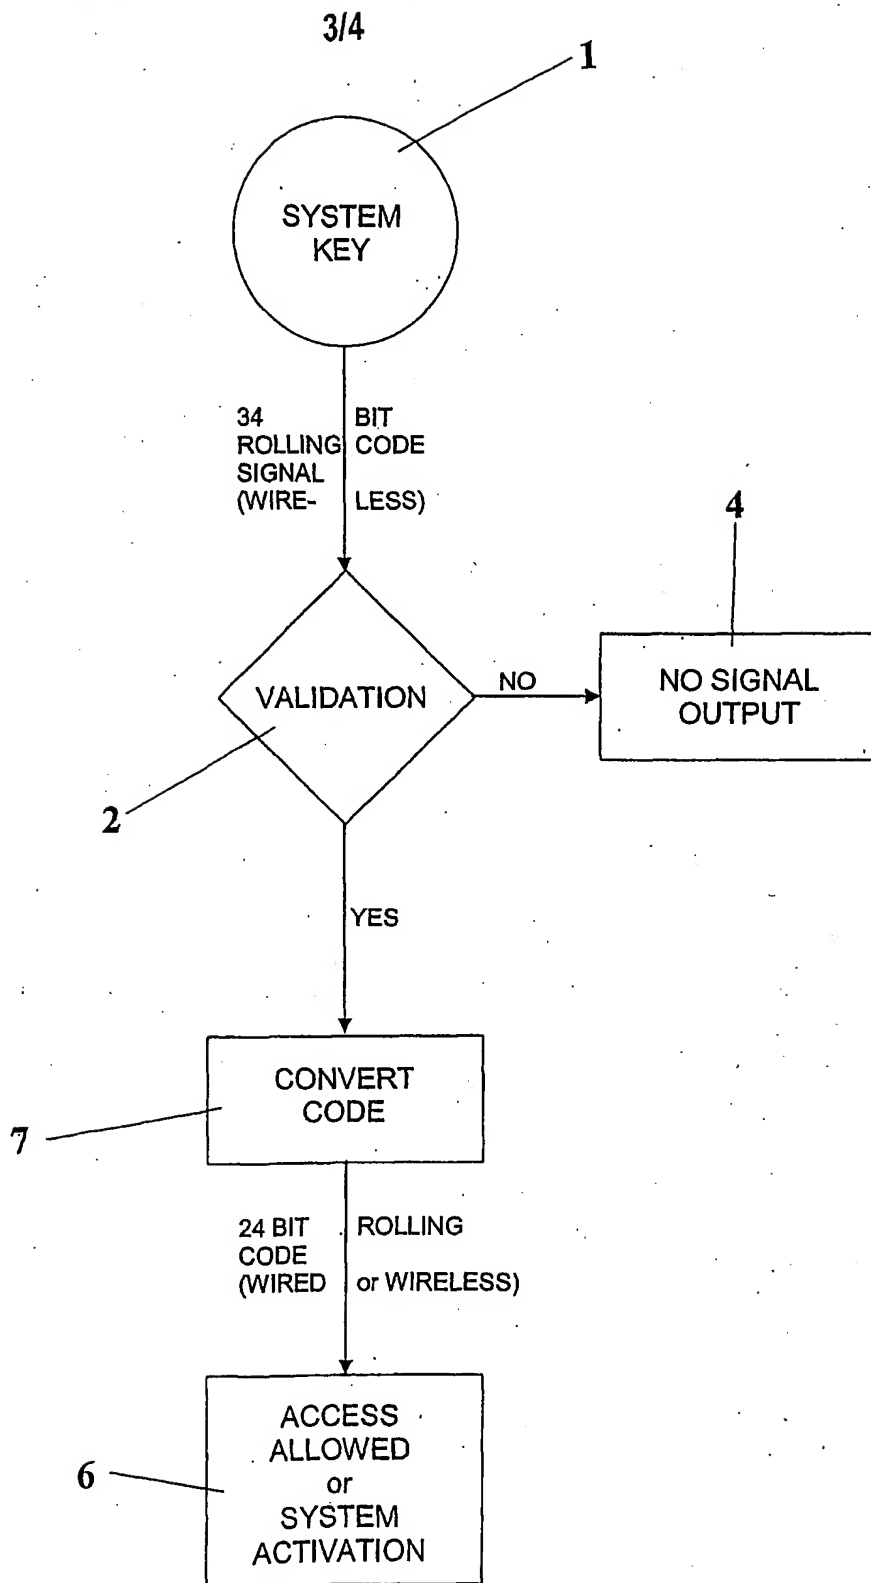 3/4
1
SYSTEM
KEY
34 BIT
ROLLING CODE
SIGNAL
(WIRE- LESS)
4
VALIDATION
NO
NO SIGNAL
OUTPUT
2
YES
CONVERT
CODE
7
24 BIT ROLLING
CODE
(WIRED or WIRELESS)
ACCESS
ALLOWED
or
SYSTEM
ACTIVATION
6